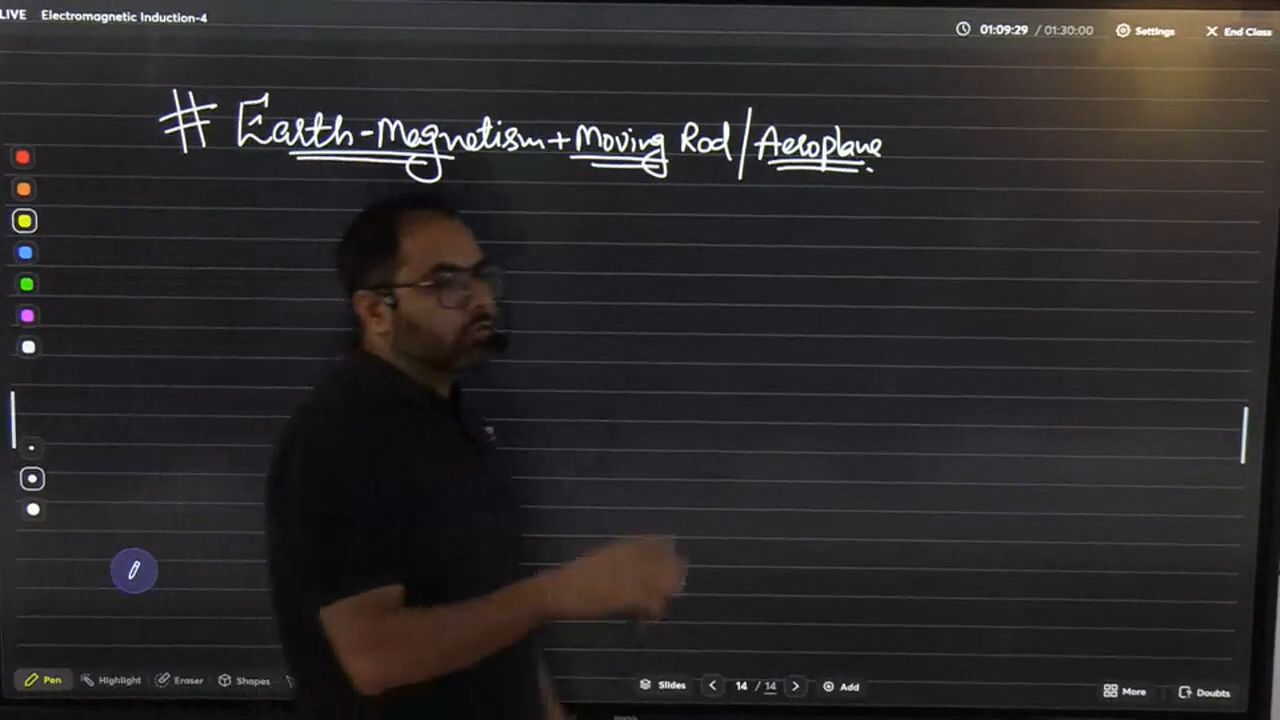 LIVE Electromagnetic Induction-4
01:09:29 / 01:30:00 Settings End Class
# Earth-Magnetism + Moving Rod / Aeroplane.
Pen Highlight Eraser Shapes
Slides 14 / 14 Add
More Doubts